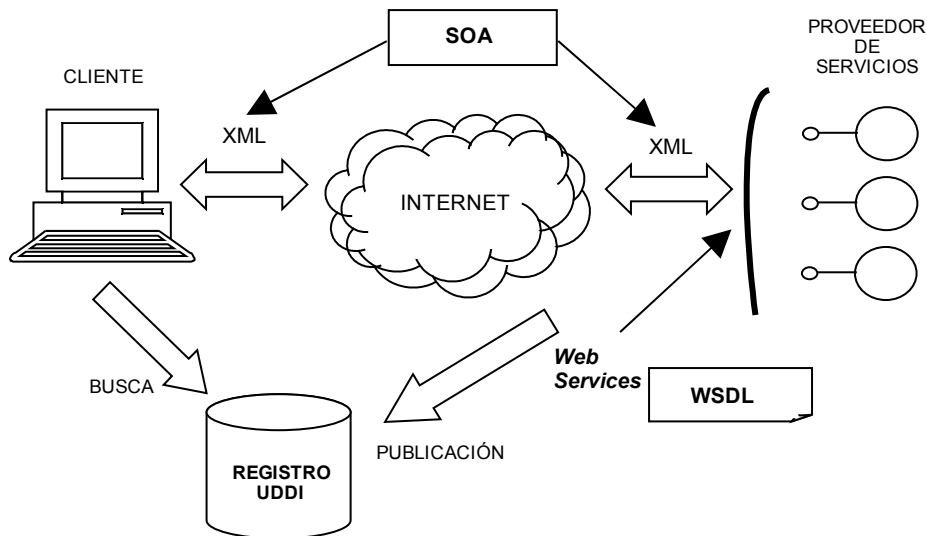 SOA
PROVEEDOR
DE
SERVICIOS
CLIENTE
XML
XML
INTERNET
Web
Services
WSDL
BUSCA
PUBLICACIÓN
REGISTRO
UDDI